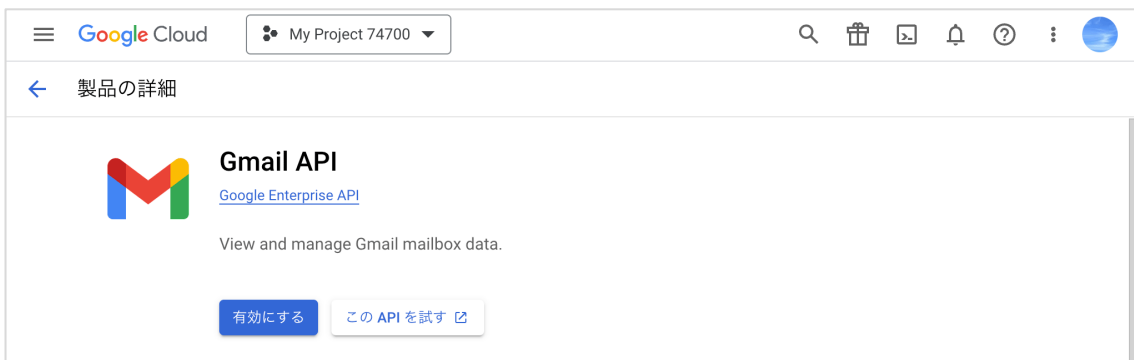 Google Cloud My Project 74700
製品の詳細
Gmail API
Google Enterprise API
View and manage Gmail mailbox data.
有効にする この API を試す